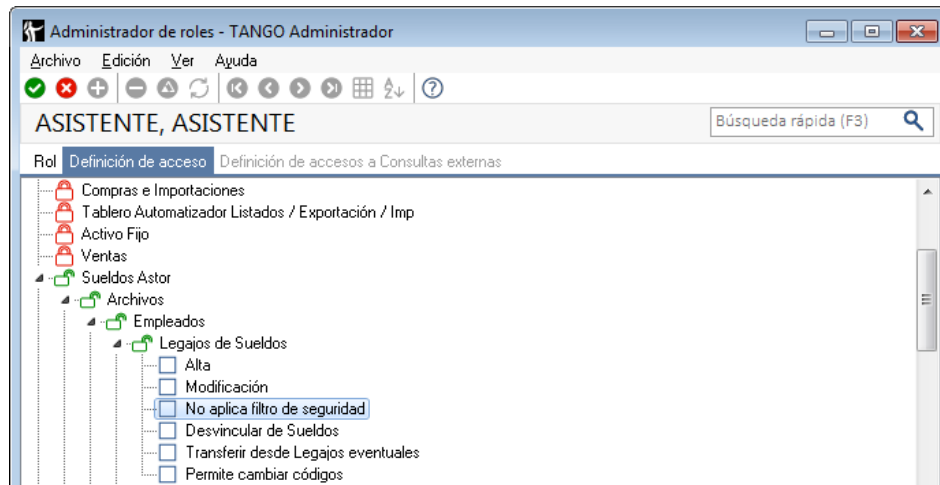 Administrador de roles - TANGO Administrador
Archivo Edición Ver Ayuda
ASISTENTE, ASISTENTE
Búsqueda rápida (F3)
Rol Definición de acceso Definición de accesos a Consultas externas
Compras e Importaciones
Tablero Automatizador Listados / Exportación / Imp
Activo Fijo
Ventas
Sueldos Astor
Archivos
Empleados
Legajos de Sueldos
Alta
Modificación
No aplica filtro de seguridad
Desvincular de Sueldos
Transferir desde Legajos eventuales
Permite cambiar códigos